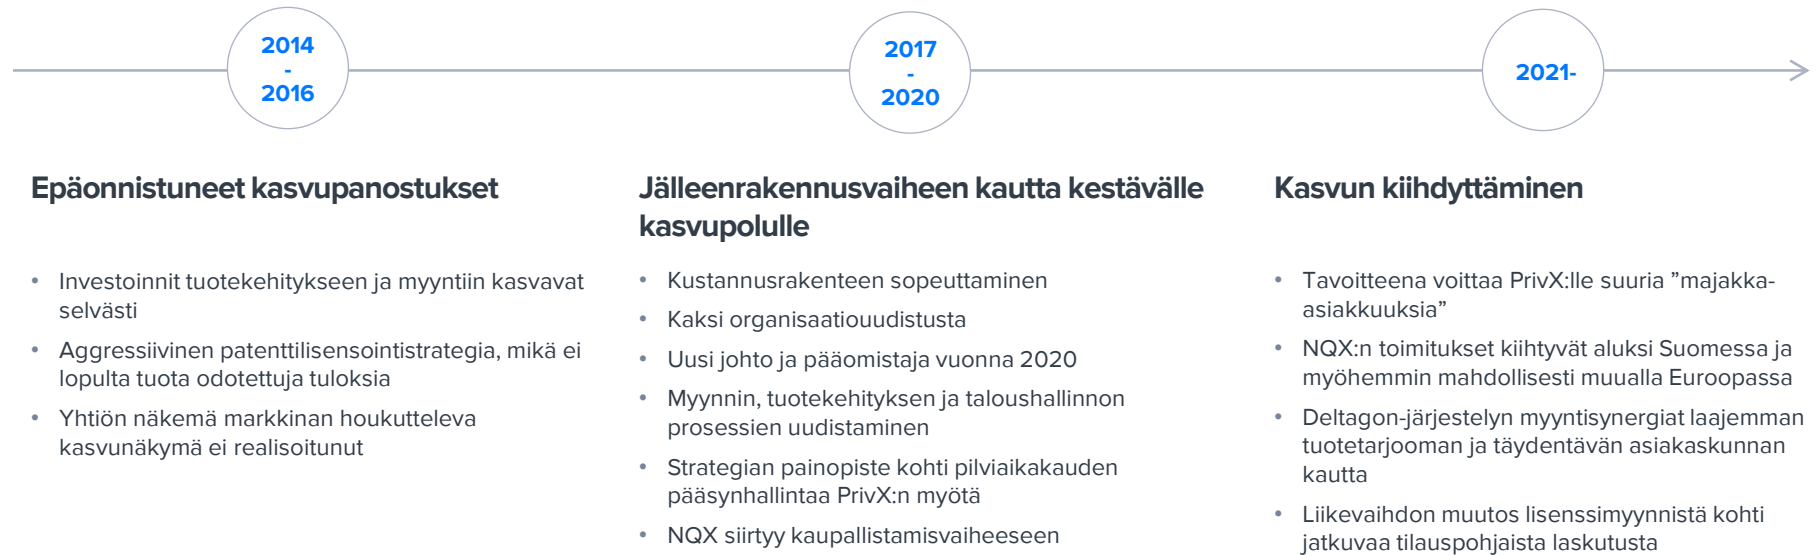 2014
-
2016
2017
-
2020
2021-
Epäonnistuneet kasvupanostukset
• Investoinnit tuotekehitykseen ja myyntiin kasvavat
selvästi
• Aggressiivinen patenttilisensointistrategia, mikä ei
lopulta tuota odotettuja tuloksia
• Yhtiön näkemä markkinan houkutteleva
kasvunäkymä ei realisoitunut
Jälleenrakennusvaiheen kautta kestävälle
kasvupolulle
• Kustannusrakenteen sopeuttaminen
• Kaksi organisaatiouudistusta
• Uusi johto ja pääomistaja vuonna 2020
• Myynnin, tuotekehityksen ja taloushallinnon
prosessien uudistaminen
• Strategian painopiste kohti pilviaikakauden
pääsynhallintaa PrivX:n myötä
• NQX siirtyy kaupallistamisvaiheeseen
Kasvun kiihdyttäminen
• Tavoitteena voittaa PrivX:lle suuria ”majakka-
asiakkuuksia”
• NQX:n toimitukset kiihtyvät aluksi Suomessa ja
myöhemmin mahdollisesti muualla Euroopassa
• Deltagon-järjestelyn myyntisynergiat laajemman
tuotetarjooman ja täydentävän asiakaskunnan
kautta
• Liikevaihdon muutos lisenssimyynnistä kohti
jatkuvaa tilauspohjaista laskutusta